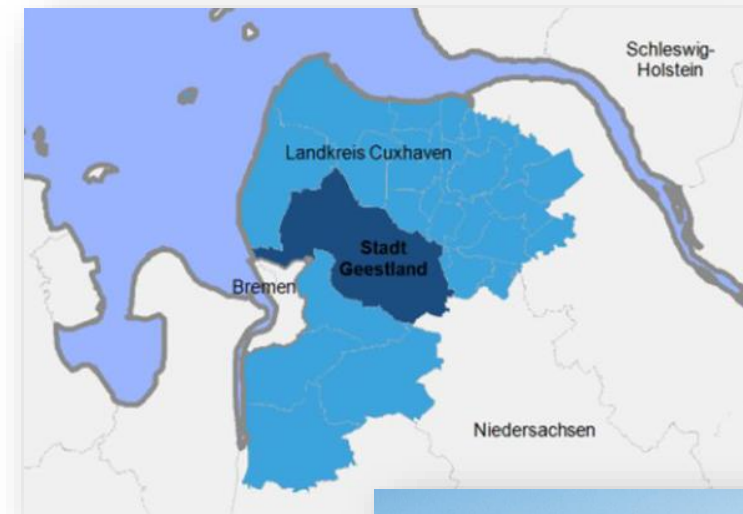 Schleswig-
Holstein
Landkreis Cuxhaven
Stadt
Geestland
Bremen
Niedersachsen